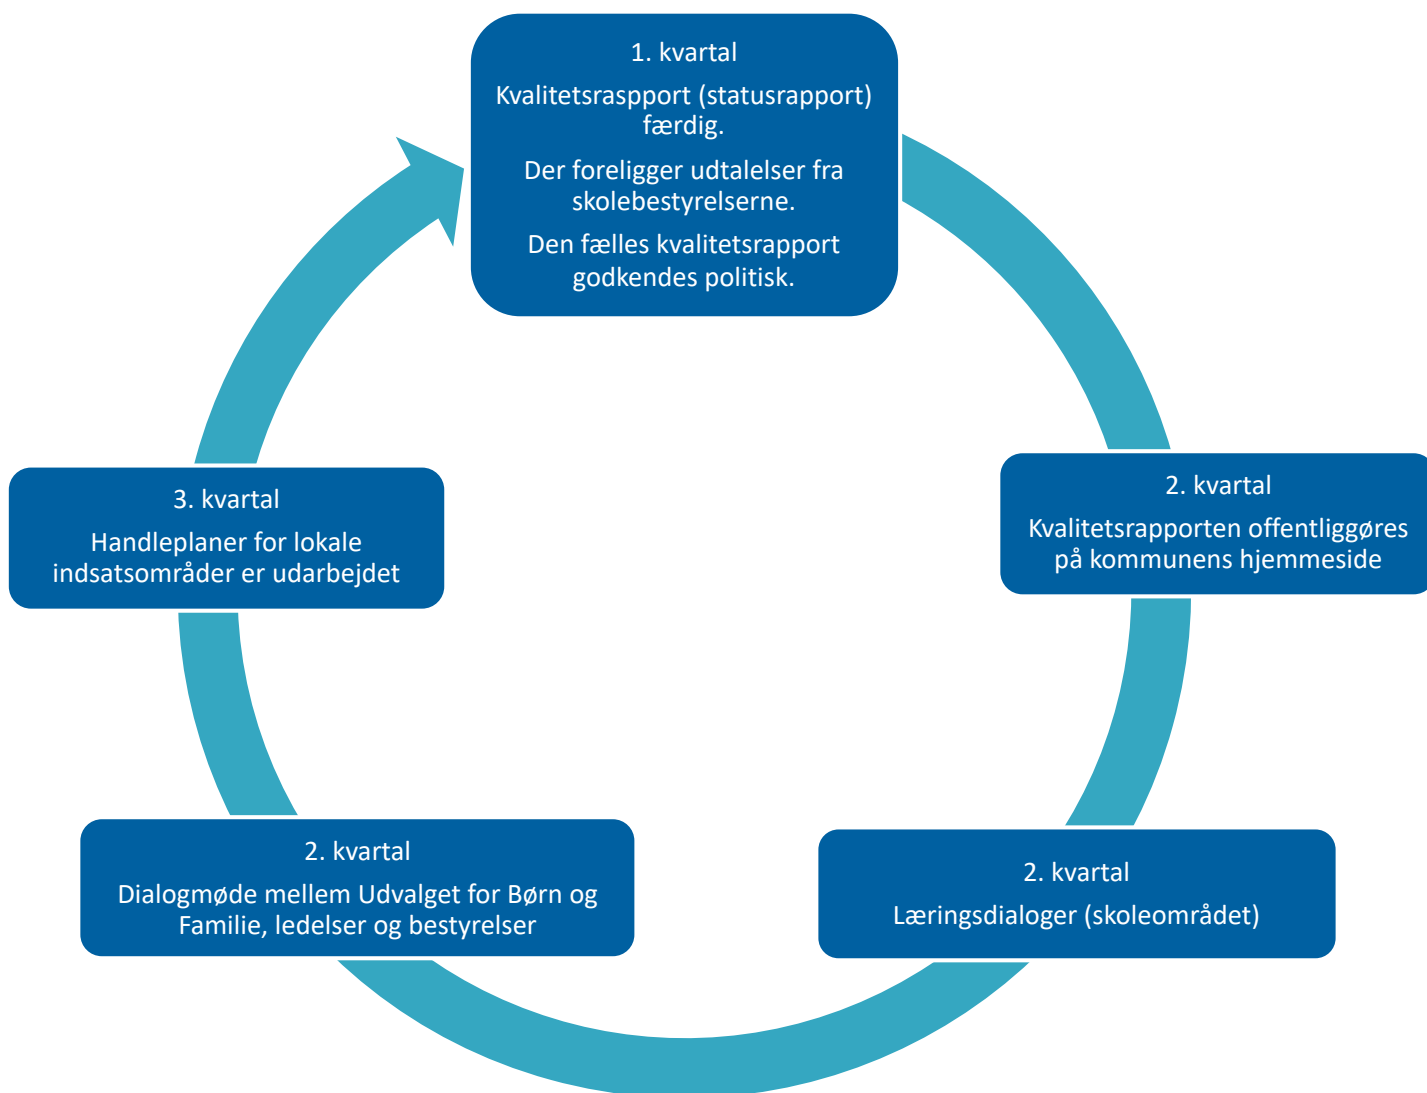 1. kvartal
Kvalitetsraspport (statusrapport)
færdig.
Der foreligger udtalelser fra
skolebestyrelserne.
Den fælles kvalitetsrapport
godkendes politisk.
2. kvartal
Kvalitetsrapporten offentliggøres
på kommunens hjemmeside
2. kvartal
Læringsdialoger (skoleområdet)
2. kvartal
Dialogmøde mellem Udvalget for Børn og
Familie, ledelser og bestyrelser
3. kvartal
Handleplaner for lokale
indsatsområder er udarbejdet